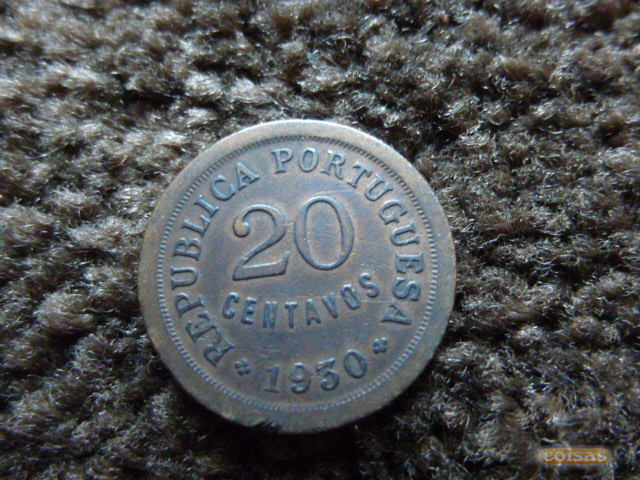 REPUBLICA PORTUGUESA
20
CENTAVOS
1930
coisas